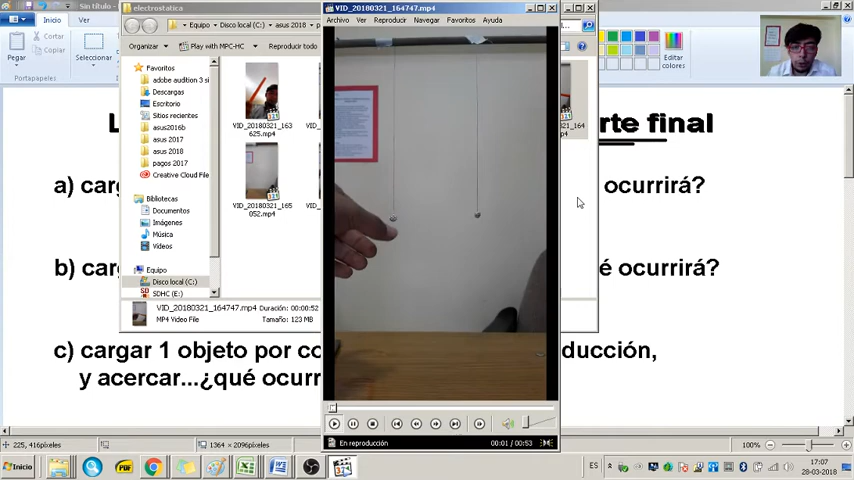 Sin título -
electrostatica
VID_20180321_164747.mp4
Inicio
Equipo ▸ Disco local (C:) ▸ asus 2018 ▸
Archivo Ver Reproducir Navegar Favoritos Ayuda
Cortar
Copiar
Pegar
Portapapeles
Seleccionar
Organizar
Play with MPC-HC
Reproducir todo
Editar colores
Favoritos
adobe audition 3 si
Descargas
Escritorio
Sitios recientes
asus2016b
asus 2017
asus 2018
pagos 2017
Creative Cloud File
VID_20180321_163625.mp4
VID_20180321_165052.mp4
Bibliotecas
Documentos
Imágenes
Música
Vídeos
Equipo
Disco local (C:)
SDHC (E:)
L
rte final
a) carg
ocurrirá?
b) carg
é ocurrirá?
c) cargar 1 objeto por co
ducción,
y acercar...¿qué ocurr
VID_20180321_164747.mp4 Duración: 00:00:52
MP4 Video File Tamaño: 123 MB
En reproducción
00:01 / 00:53
225, 416píxeles
1364 × 2096píxeles
100%
Inicio
PDF
ES
17:07
28-03-2018